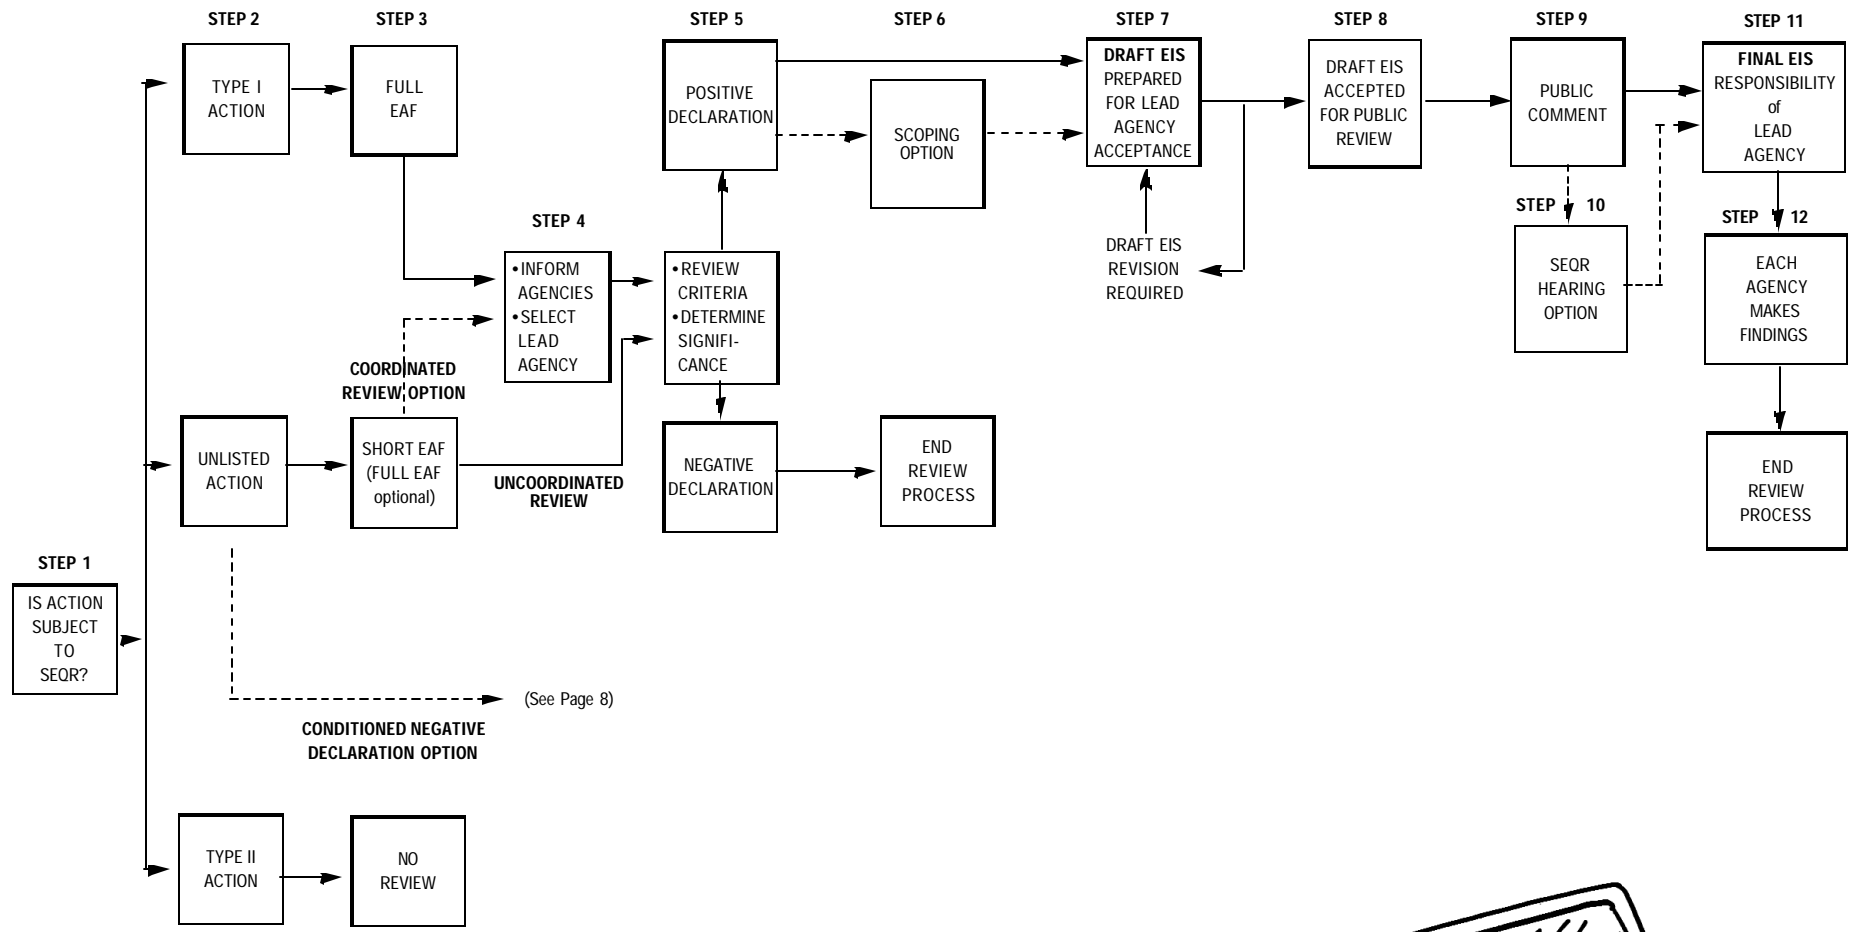 STEP 1
IS ACTION
SUBJECT
TO
SEQR?
STEP 2
TYPE I
ACTION
UNLISTED
ACTION
TYPE II
ACTION
STEP 3
FULL
EAF
COORDINATED
REVIEW OPTION
SHORT EAF
(FULL EAF
optional)
UNCOORDINATED
REVIEW
(See Page 8)
CONDITIONED NEGATIVE
DECLARATION OPTION
NO
REVIEW
STEP 4
•INFORM
AGENCIES
•SELECT
LEAD
AGENCY
STEP 5
POSITIVE
DECLARATION
•REVIEW
CRITERIA
•DETERMINE
SIGNIFI-
CANCE
NEGATIVE
DECLARATION
END
REVIEW
PROCESS
STEP 6
SCOPING
OPTION
STEP 7
DRAFT EIS
PREPARED
FOR LEAD
AGENCY
ACCEPTANCE
DRAFT EIS
REVISION
REQUIRED
STEP 8
DRAFT EIS
ACCEPTED
FOR PUBLIC
REVIEW
STEP 9
PUBLIC
COMMENT
STEP 10
SEQR
HEARING
OPTION
STEP 11
FINAL EIS
RESPONSIBILITY
of
LEAD
AGENCY
STEP 12
EACH
AGENCY
MAKES
FINDINGS
END
REVIEW
PROCESS